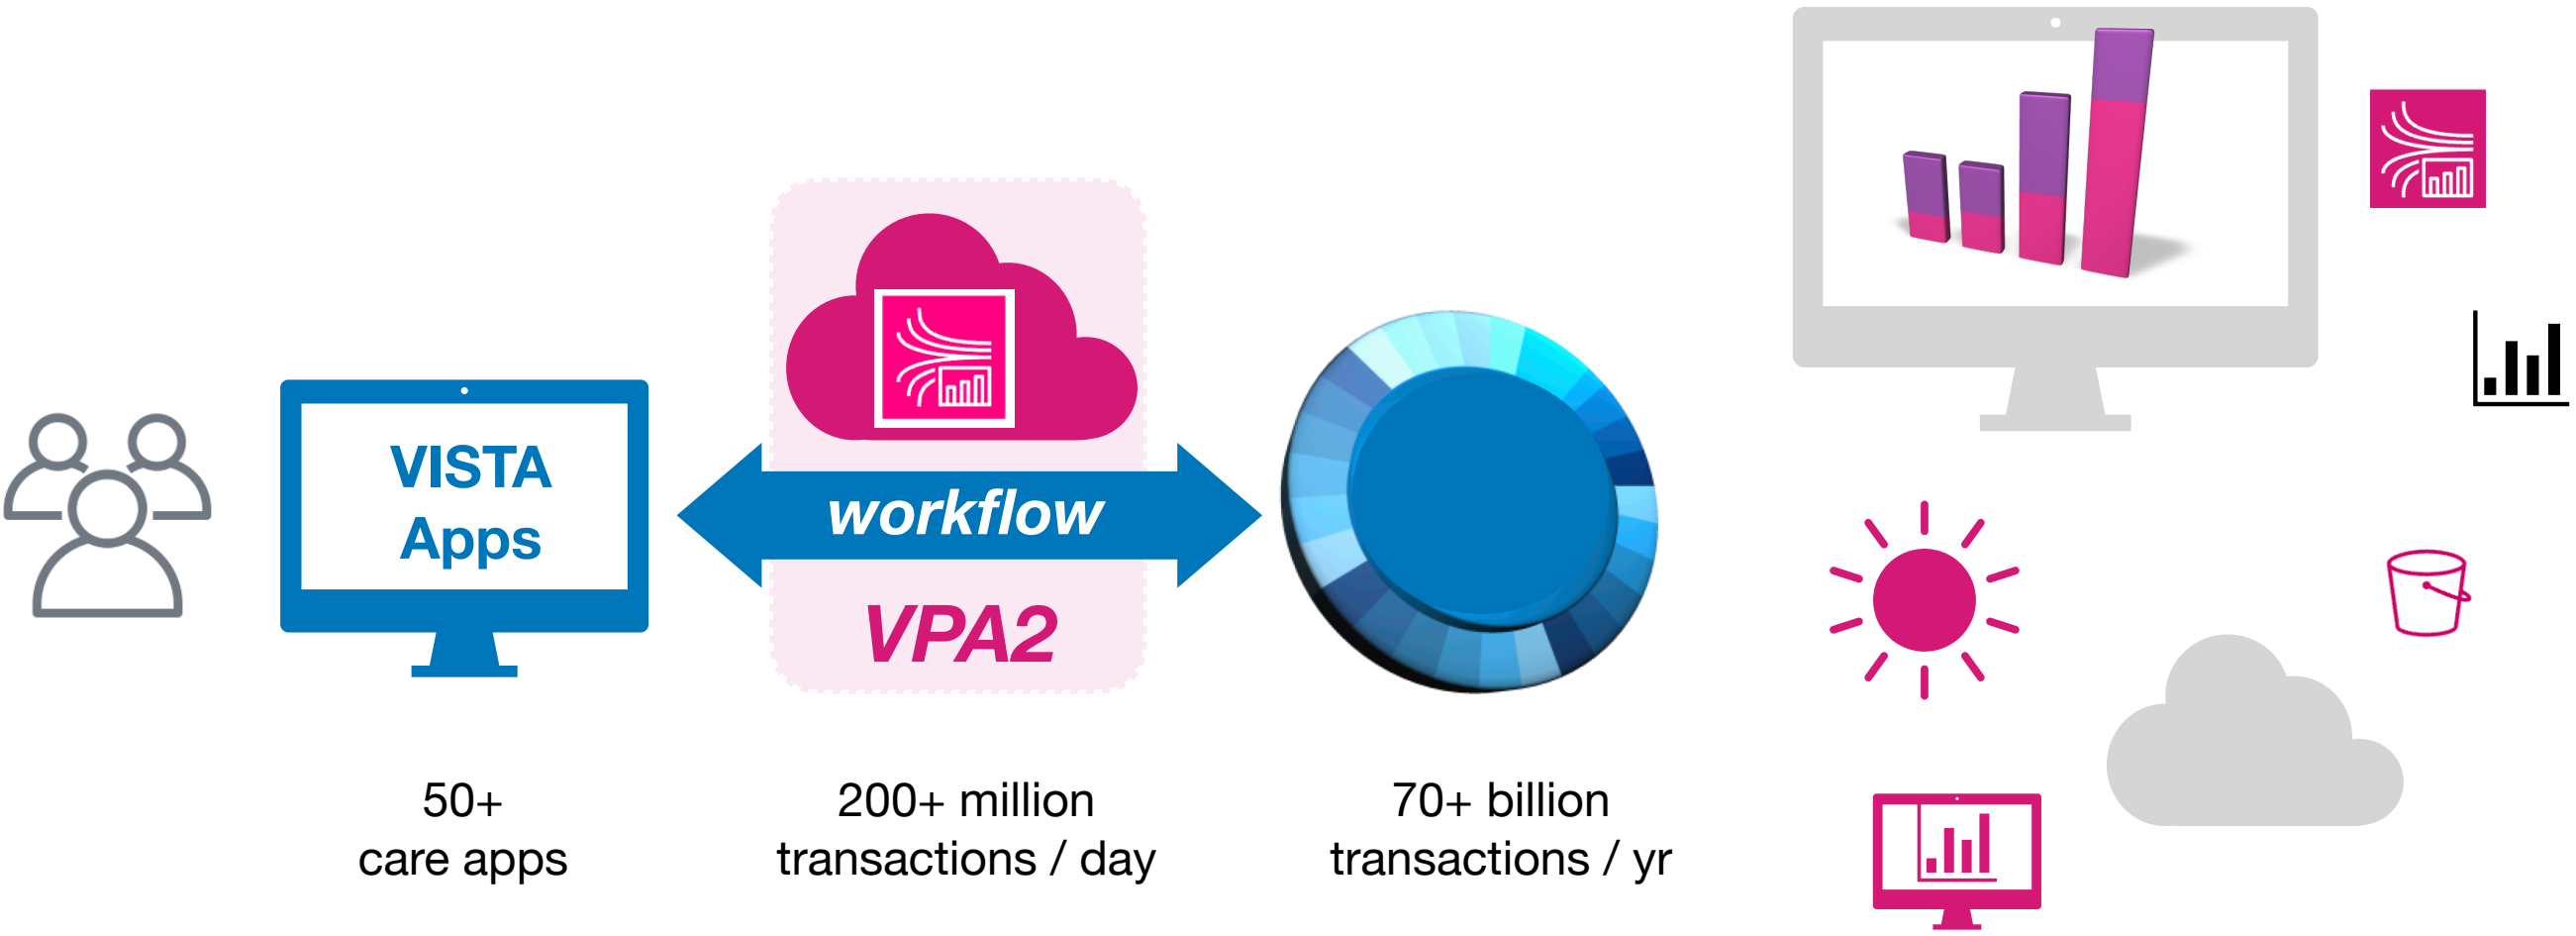 VISTA
Apps
workflow
VPA2
50+
care apps
200+ million
transactions / day
70+ billion
transactions / yr